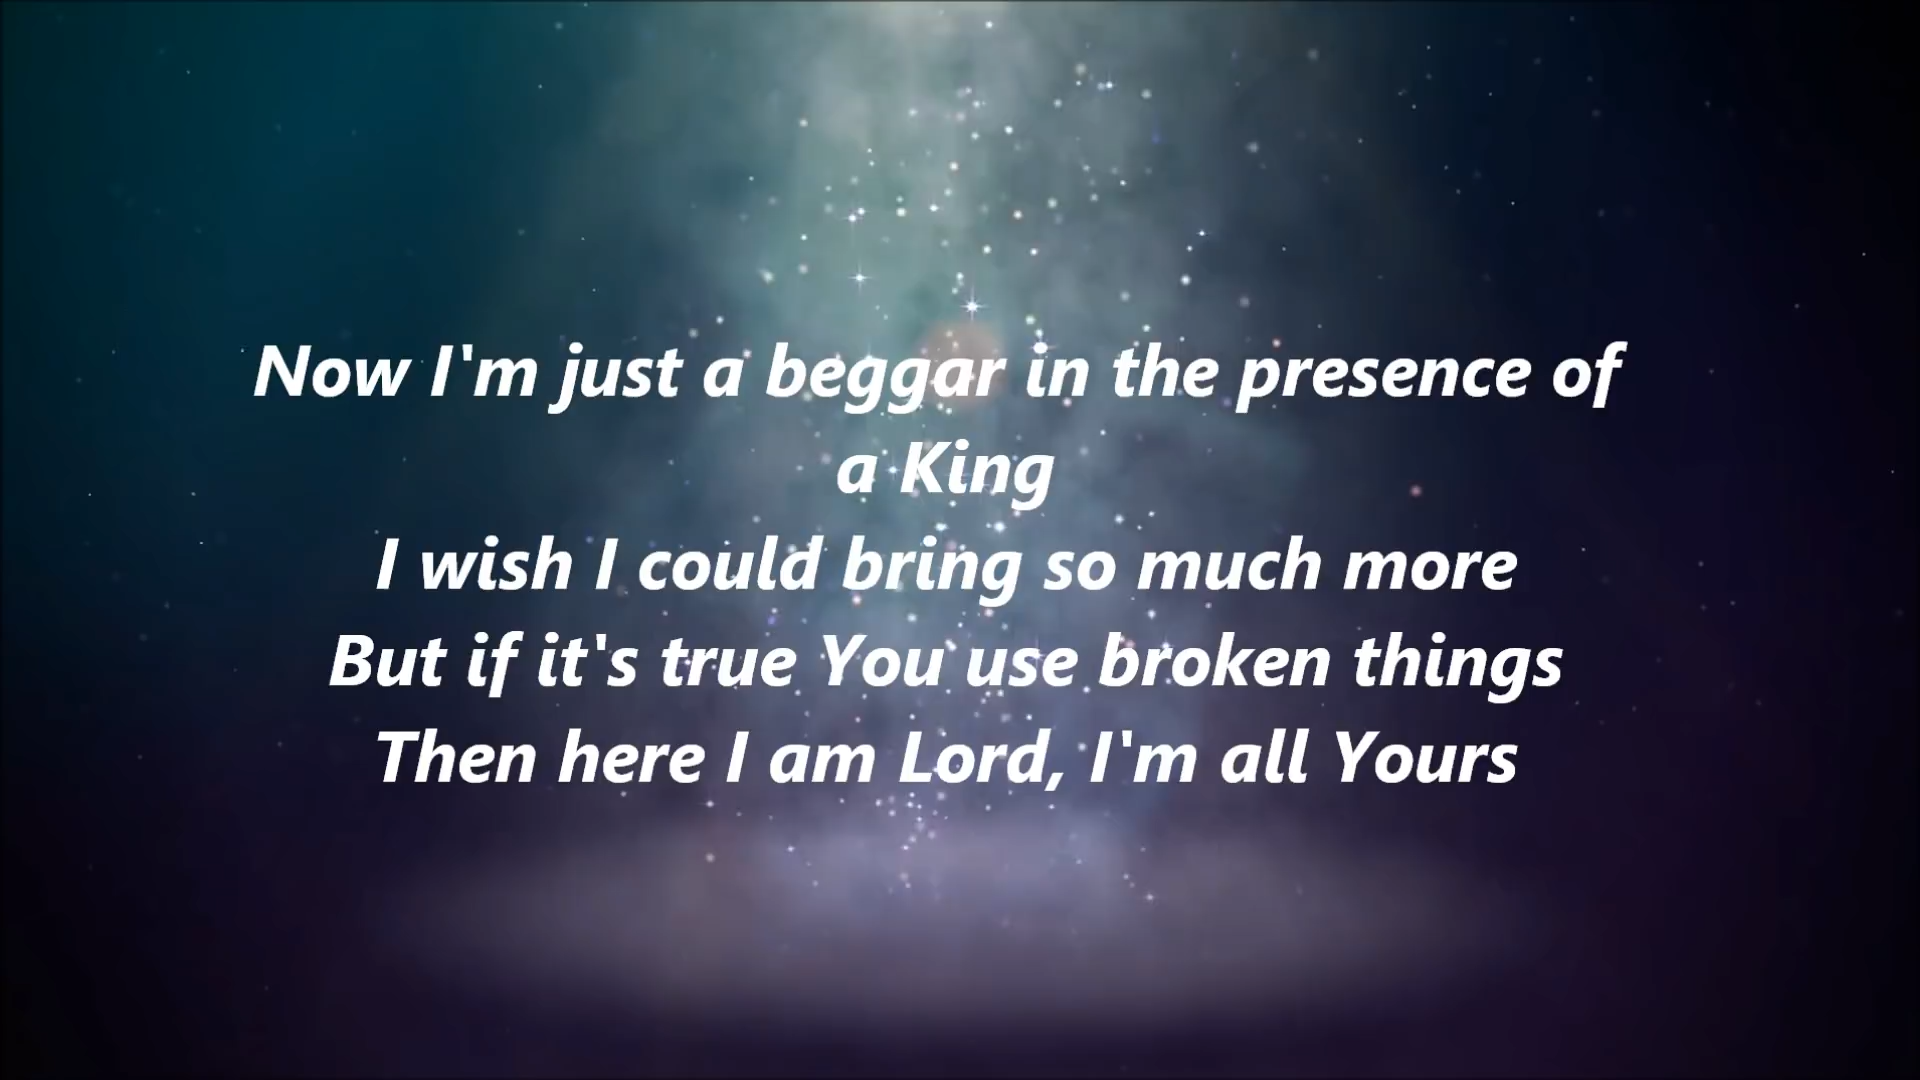 Now I'm just a beggar in the presence of
a King
I wish I could bring so much more
But if it's true You use broken things
Then here I am Lord, I'm all Yours